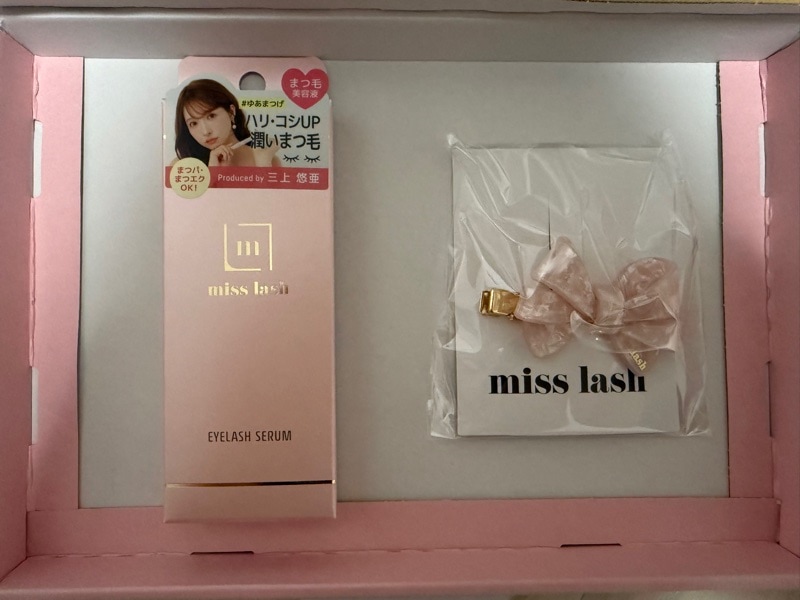 まつ毛
美容液
#ゆあまつげ
ハリ・コシUP
潤いまつ毛
まつパ・
まつエク
OK!
Produced by 三上 悠亜
m
miss lash
EYELASH SERUM
lash
miss lash